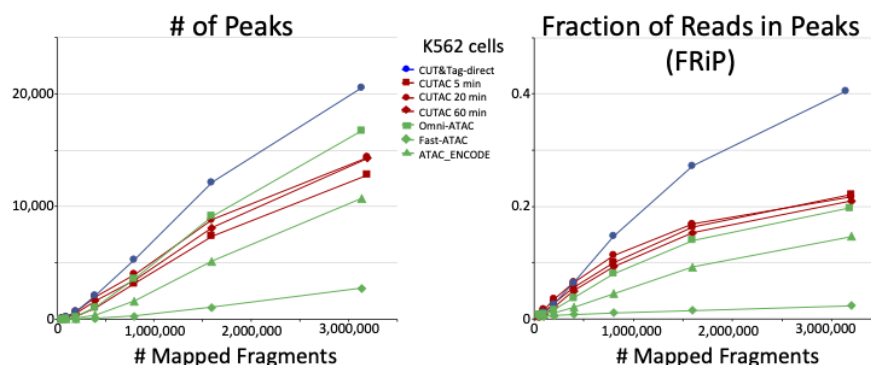 # of Peaks
20,000
10,000
0
0
1,000,000
2,000,000
3,000,000
# Mapped Fragments
K562 cells
CUT&Tag-direct
CUTAC 5 min
CUTAC 20 min
CUTAC 60 min
Omni-ATAC
Fast-ATAC
ATAC_ENCODE
Fraction of Reads in Peaks
(FRiP)
0.4
0.2
0
0
1,000,000
2,000,000
3,000,000
# Mapped Fragments